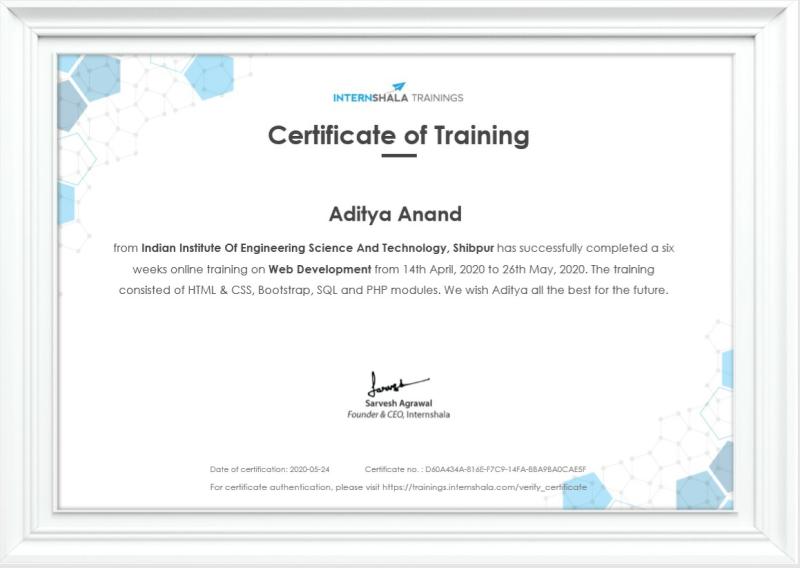 INTERNSHALA TRAININGS
Certificate of Training
Aditya Anand
from Indian Institute Of Engineering Science And Technology, Shibpur has successfully completed a six
weeks online training on Web Development from 14th April, 2020 to 26th May, 2020. The training
consisted of HTML & CSS, Bootstrap, SQL and PHP modules. We wish Aditya all the best for the future.
Sarvesh Agrawal
Founder & CEO, Internshala
Date of certification: 2020-05-24 Certificate no. : D60A434A-816E-F7C9-14FA-BBA9BA0CAE5F
For certificate authentication, please visit https://trainings.internshala.com/verify_certificate